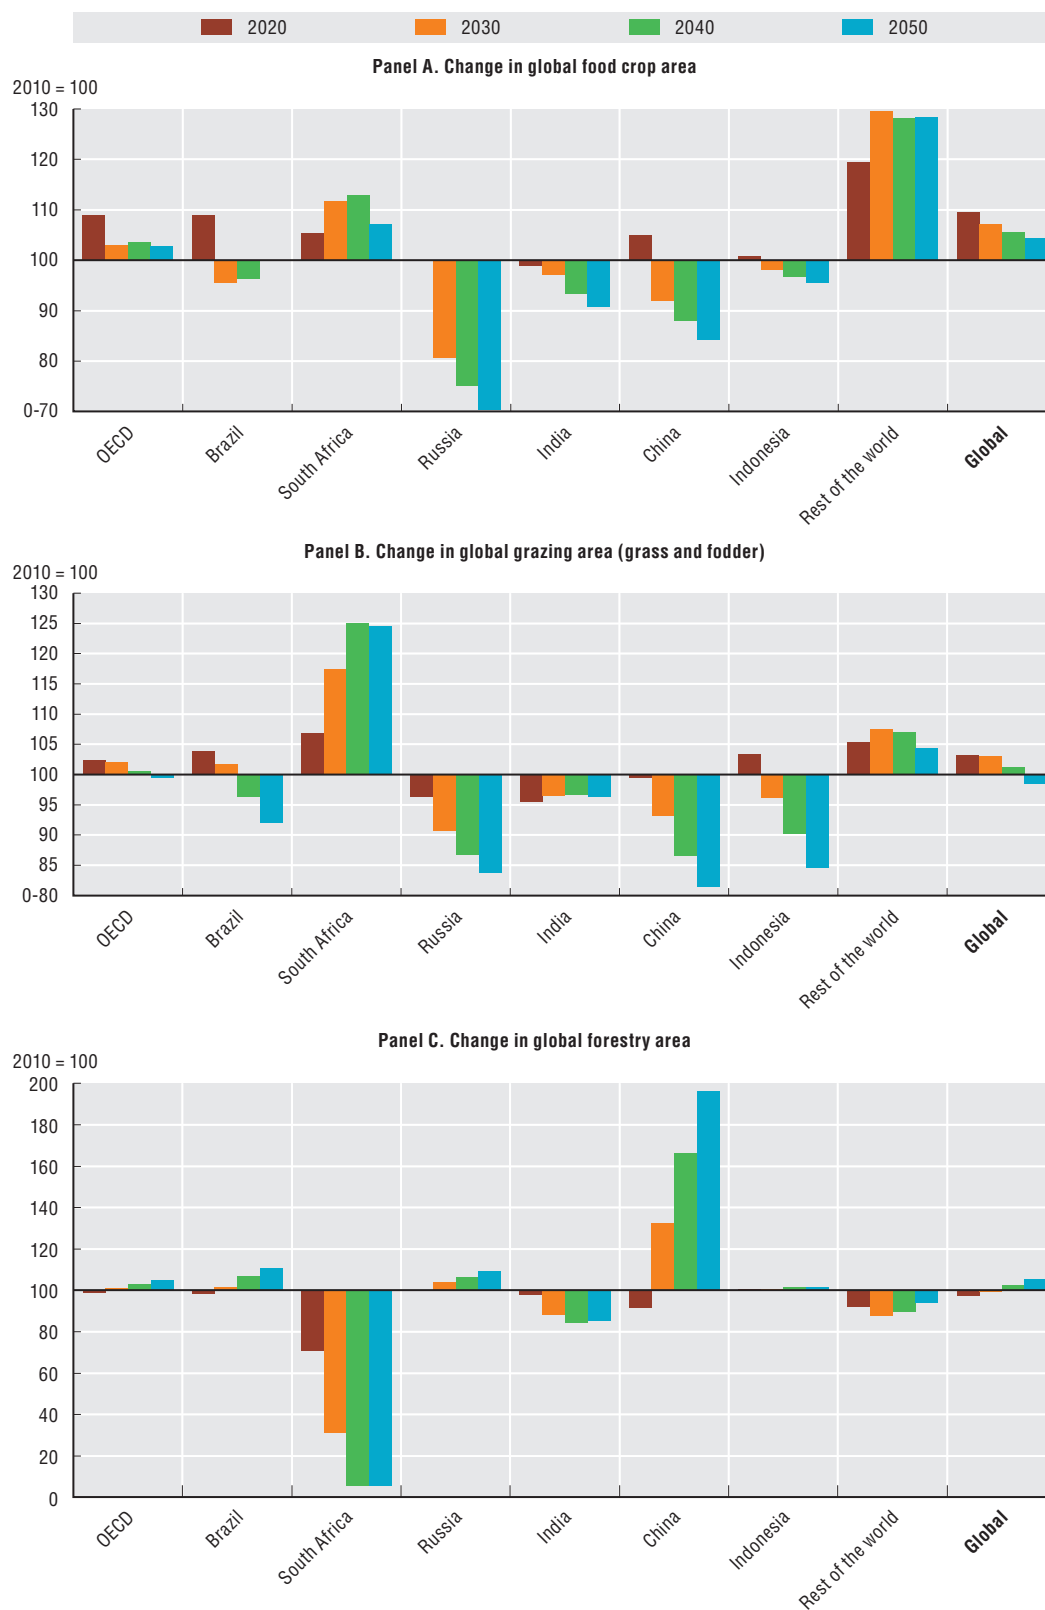 2020 2030 2040 2050
Panel A. Change in global food crop area
2010 = 100
130
120
110
100
90
80
0-70
OECD
Brazil
South Africa
Russia
India
China
Indonesia
Rest of the world
Global
Panel B. Change in global grazing area (grass and fodder)
2010 = 100
130
125
120
115
110
105
100
95
90
85
0-80
OECD
Brazil
South Africa
Russia
India
China
Indonesia
Rest of the world
Global
Panel C. Change in global forestry area
2010 = 100
200
180
160
140
120
100
80
60
40
20
0
OECD
Brazil
South Africa
Russia
India
China
Indonesia
Rest of the world
Global